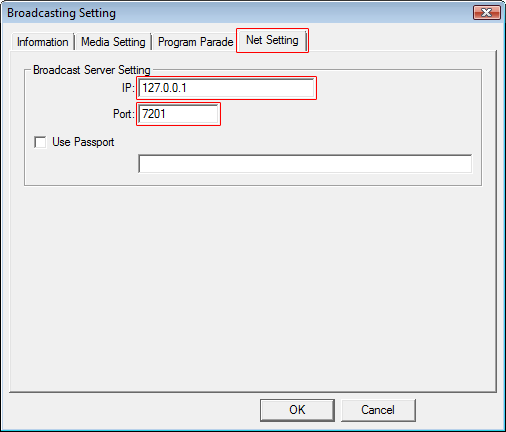 Broadcasting Setting
Information Media Setting Program Parade Net Setting
Broadcast Server Setting
IP: 127.0.0.1
Port: 7201
Use Passport
OK Cancel